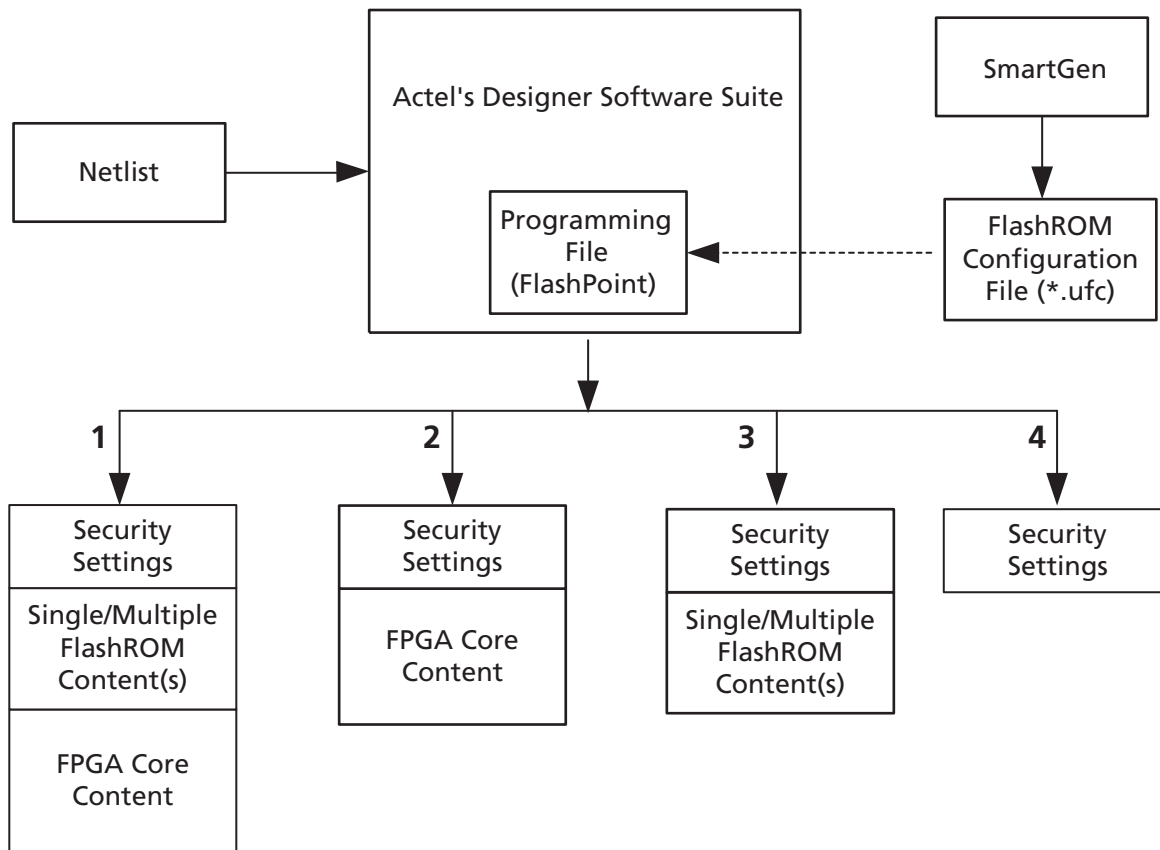 Actel's Designer Software Suite
SmartGen
Netlist
Programming
File
(FlashPoint)
FlashROM
Configuration
File (*.ufc)
1
2
3
4
Security
Settings
Single/Multiple
FlashROM
Content(s)
FPGA Core
Content
Security
Settings
FPGA Core
Content
Security
Settings
Single/Multiple
FlashROM
Content(s)
Security
Settings